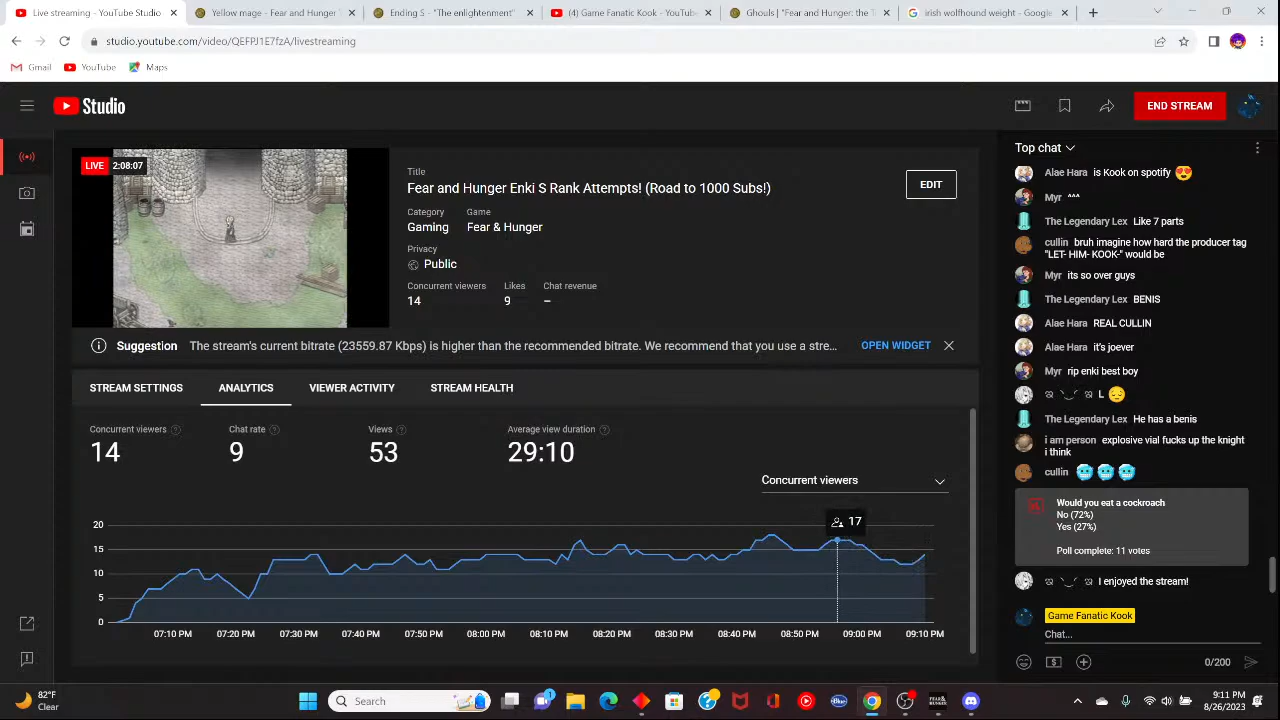 Live streaming - YouTube Studio
Yellow mage - Fear and Hunger
Ending S - "The enlightenment"
(4) Game Fanatic Kook - YouTube
Ghosts | "Fear and Hunger: the T
irish wolfhound weight - Google
studio.youtube.com/video/QEFPJ1E7fzA/livestreaming
Gmail YouTube Maps
Studio
END STREAM
LIVE 2:08:07
Title
Fear and Hunger Enki S Rank Attempts! (Road to 1000 Subs!)
EDIT
Category Game
Gaming Fear & Hunger
Privacy
Public
Concurrent viewers Likes Chat revenue
14 9 –
Suggestion The stream's current bitrate (23559.87 Kbps) is higher than the recommended bitrate. We recommend that you use a stre... OPEN WIDGET
STREAM SETTINGS ANALYTICS VIEWER ACTIVITY STREAM HEALTH
Concurrent viewers Chat rate Views Average view duration
14 9 53 29:10
Concurrent viewers
17
20
15
10
5
0
07:10 PM 07:20 PM 07:30 PM 07:40 PM 07:50 PM 08:00 PM 08:10 PM 08:20 PM 08:30 PM 08:40 PM 08:50 PM 09:00 PM 09:10 PM
Top chat
Alae Hara is Kook on spotify 😍
Myr ^^^
The Legendary Lex Like 7 parts
cullin bruh imagine how hard the producer tag
"LET- HIM- KOOK-" would be
Myr its so over guys
The Legendary Lex BENIS
Alae Hara REAL CULLIN
Alae Hara it's joever
Myr rip enki best boy
L 😔
The Legendary Lex He has a benis
i am person explosive vial fucks up the knight
i think
cullin 🥶🥶🥶
Would you eat a cockroach
No (72%)
Yes (27%)
Poll complete: 11 votes
I enjoyed the stream!
Game Fanatic Kook
Chat...
0/200
82°F
Clear
Search
1
FEAR & HUNGER
9:11 PM
8/26/2023